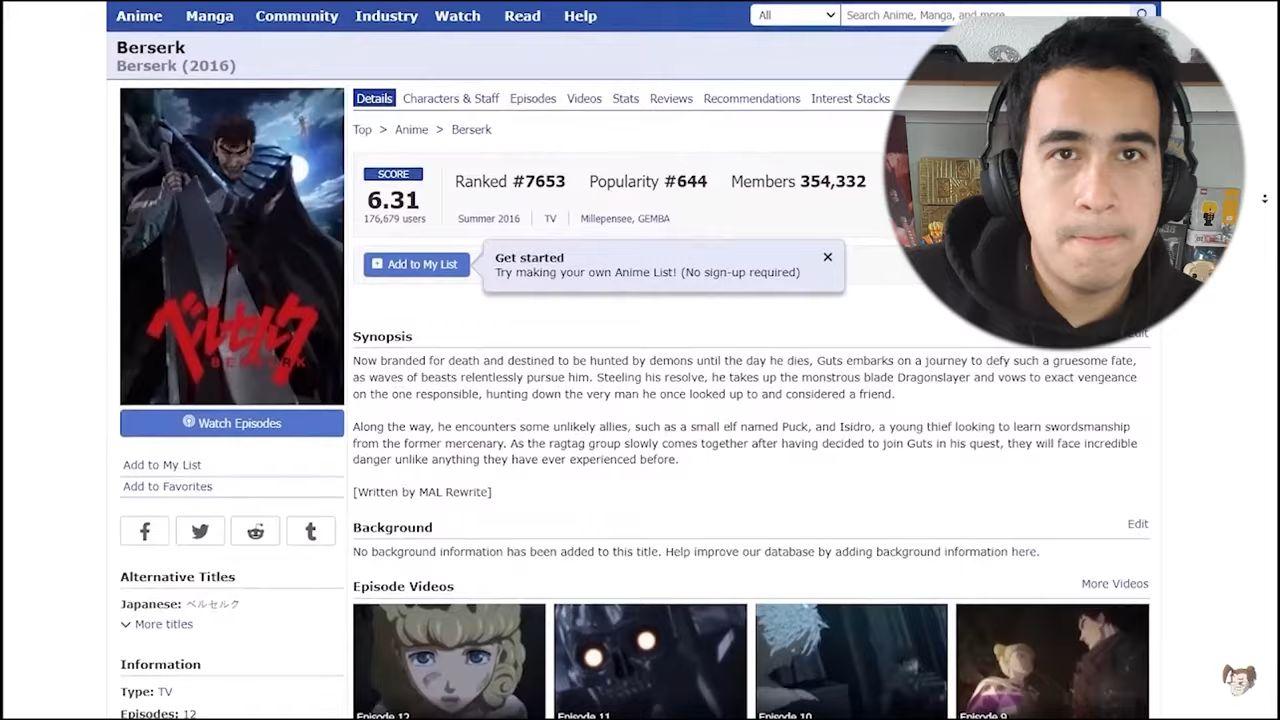 Anime Manga Community Industry Watch Read Help
All
Search Anime, Manga, and more
Berserk
Berserk (2016)
Details Characters & Staff Episodes Videos Stats Reviews Recommendations Interest Stacks
Top > Anime > Berserk
SCORE
6.31
176,679 users
Ranked #7653 Popularity #644 Members 354,332
Summer 2016 TV Millepensee, GEMBA
Add to My List
Get started
Try making your own Anime List! (No sign-up required)
ベルセルク
BERSERK
Watch Episodes
Add to My List
Add to Favorites
Alternative Titles
Japanese: ベルセルク
More titles
Information
Type: TV
Episodes: 12
Synopsis
Now branded for death and destined to be hunted by demons until the day he dies, Guts embarks on a journey to defy such a gruesome fate,
as waves of beasts relentlessly pursue him. Steeling his resolve, he takes up the monstrous blade Dragonslayer and vows to exact vengeance
on the one responsible, hunting down the very man he once looked up to and considered a friend.
Along the way, he encounters some unlikely allies, such as a small elf named Puck, and Isidro, a young thief looking to learn swordsmanship
from the former mercenary. As the ragtag group slowly comes together after having decided to join Guts in his quest, they will face incredible
danger unlike anything they have ever experienced before.
[Written by MAL Rewrite]
Background
Edit
No background information has been added to this title. Help improve our database by adding background information here.
Episode Videos
More Videos
Episode 12
Episode 11
Episode 10
Episode 9